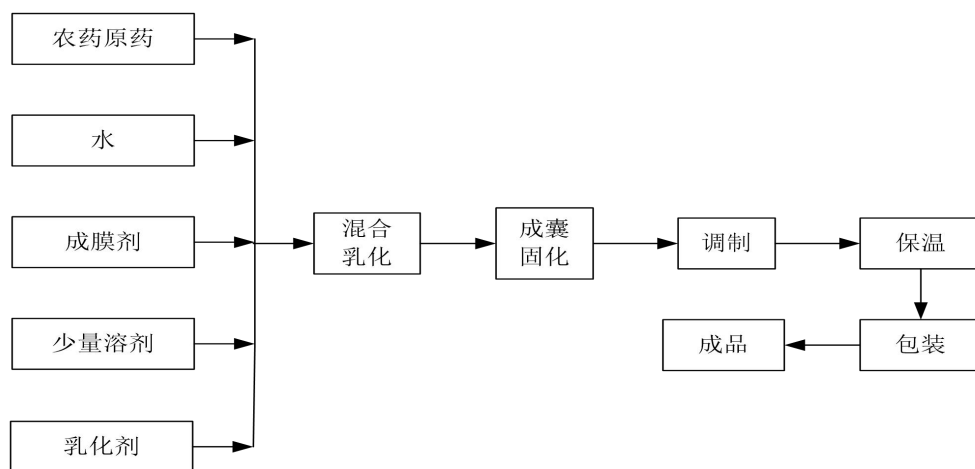 农药原药
水
成膜剂
少量溶剂
乳化剂
混合
乳化
成囊
固化
调制
保温
包装
成品